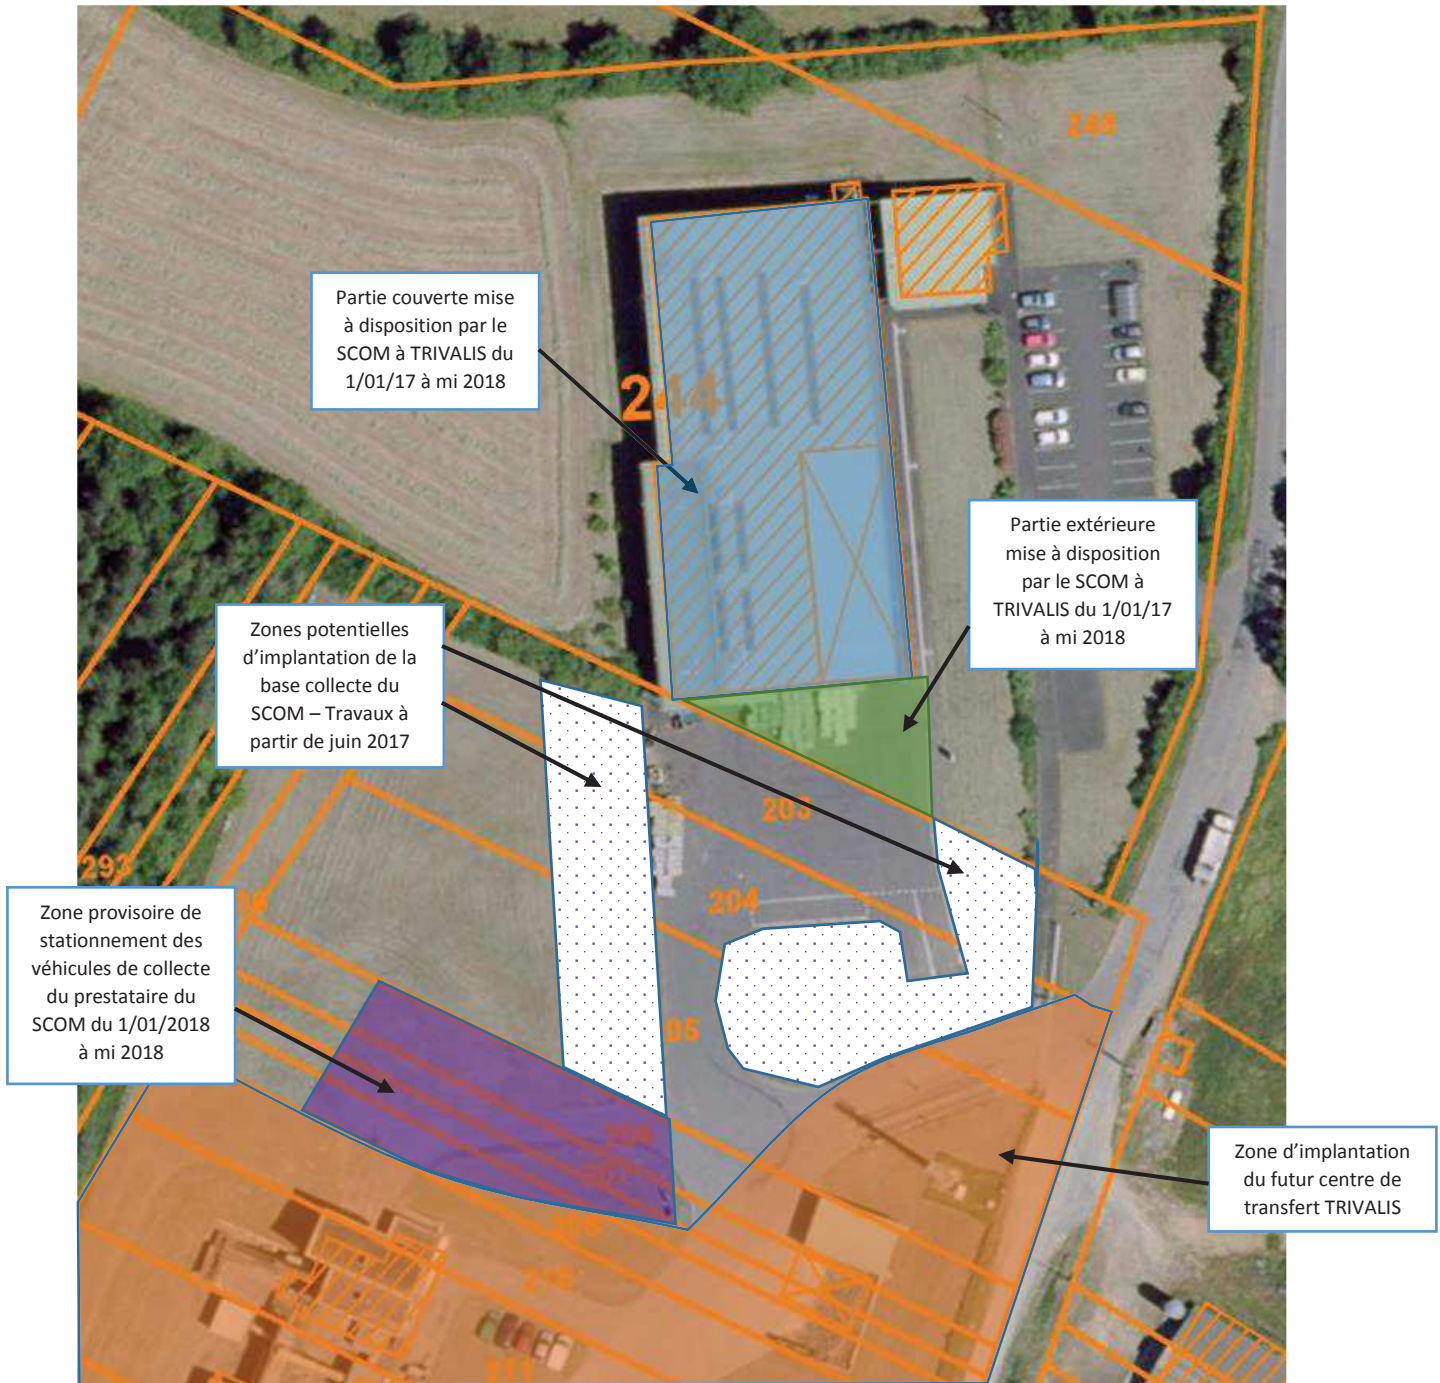 248
Partie couverte mise
à disposition par le
SCOM à TRIVALIS du
1/01/17 à mi 2018
244
Partie extérieure
mise à disposition
par le SCOM à
TRIVALIS du 1/01/17
à mi 2018
Zones potentielles
d’implantation de la
base collecte du
SCOM – Travaux à
partir de juin 2017
203
293
204
Zone provisoire de
stationnement des
véhicules de collecte
du prestataire du
SCOM du 1/01/2018
à mi 2018
05
Zone d’implantation
du futur centre de
transfert TRIVALIS
211